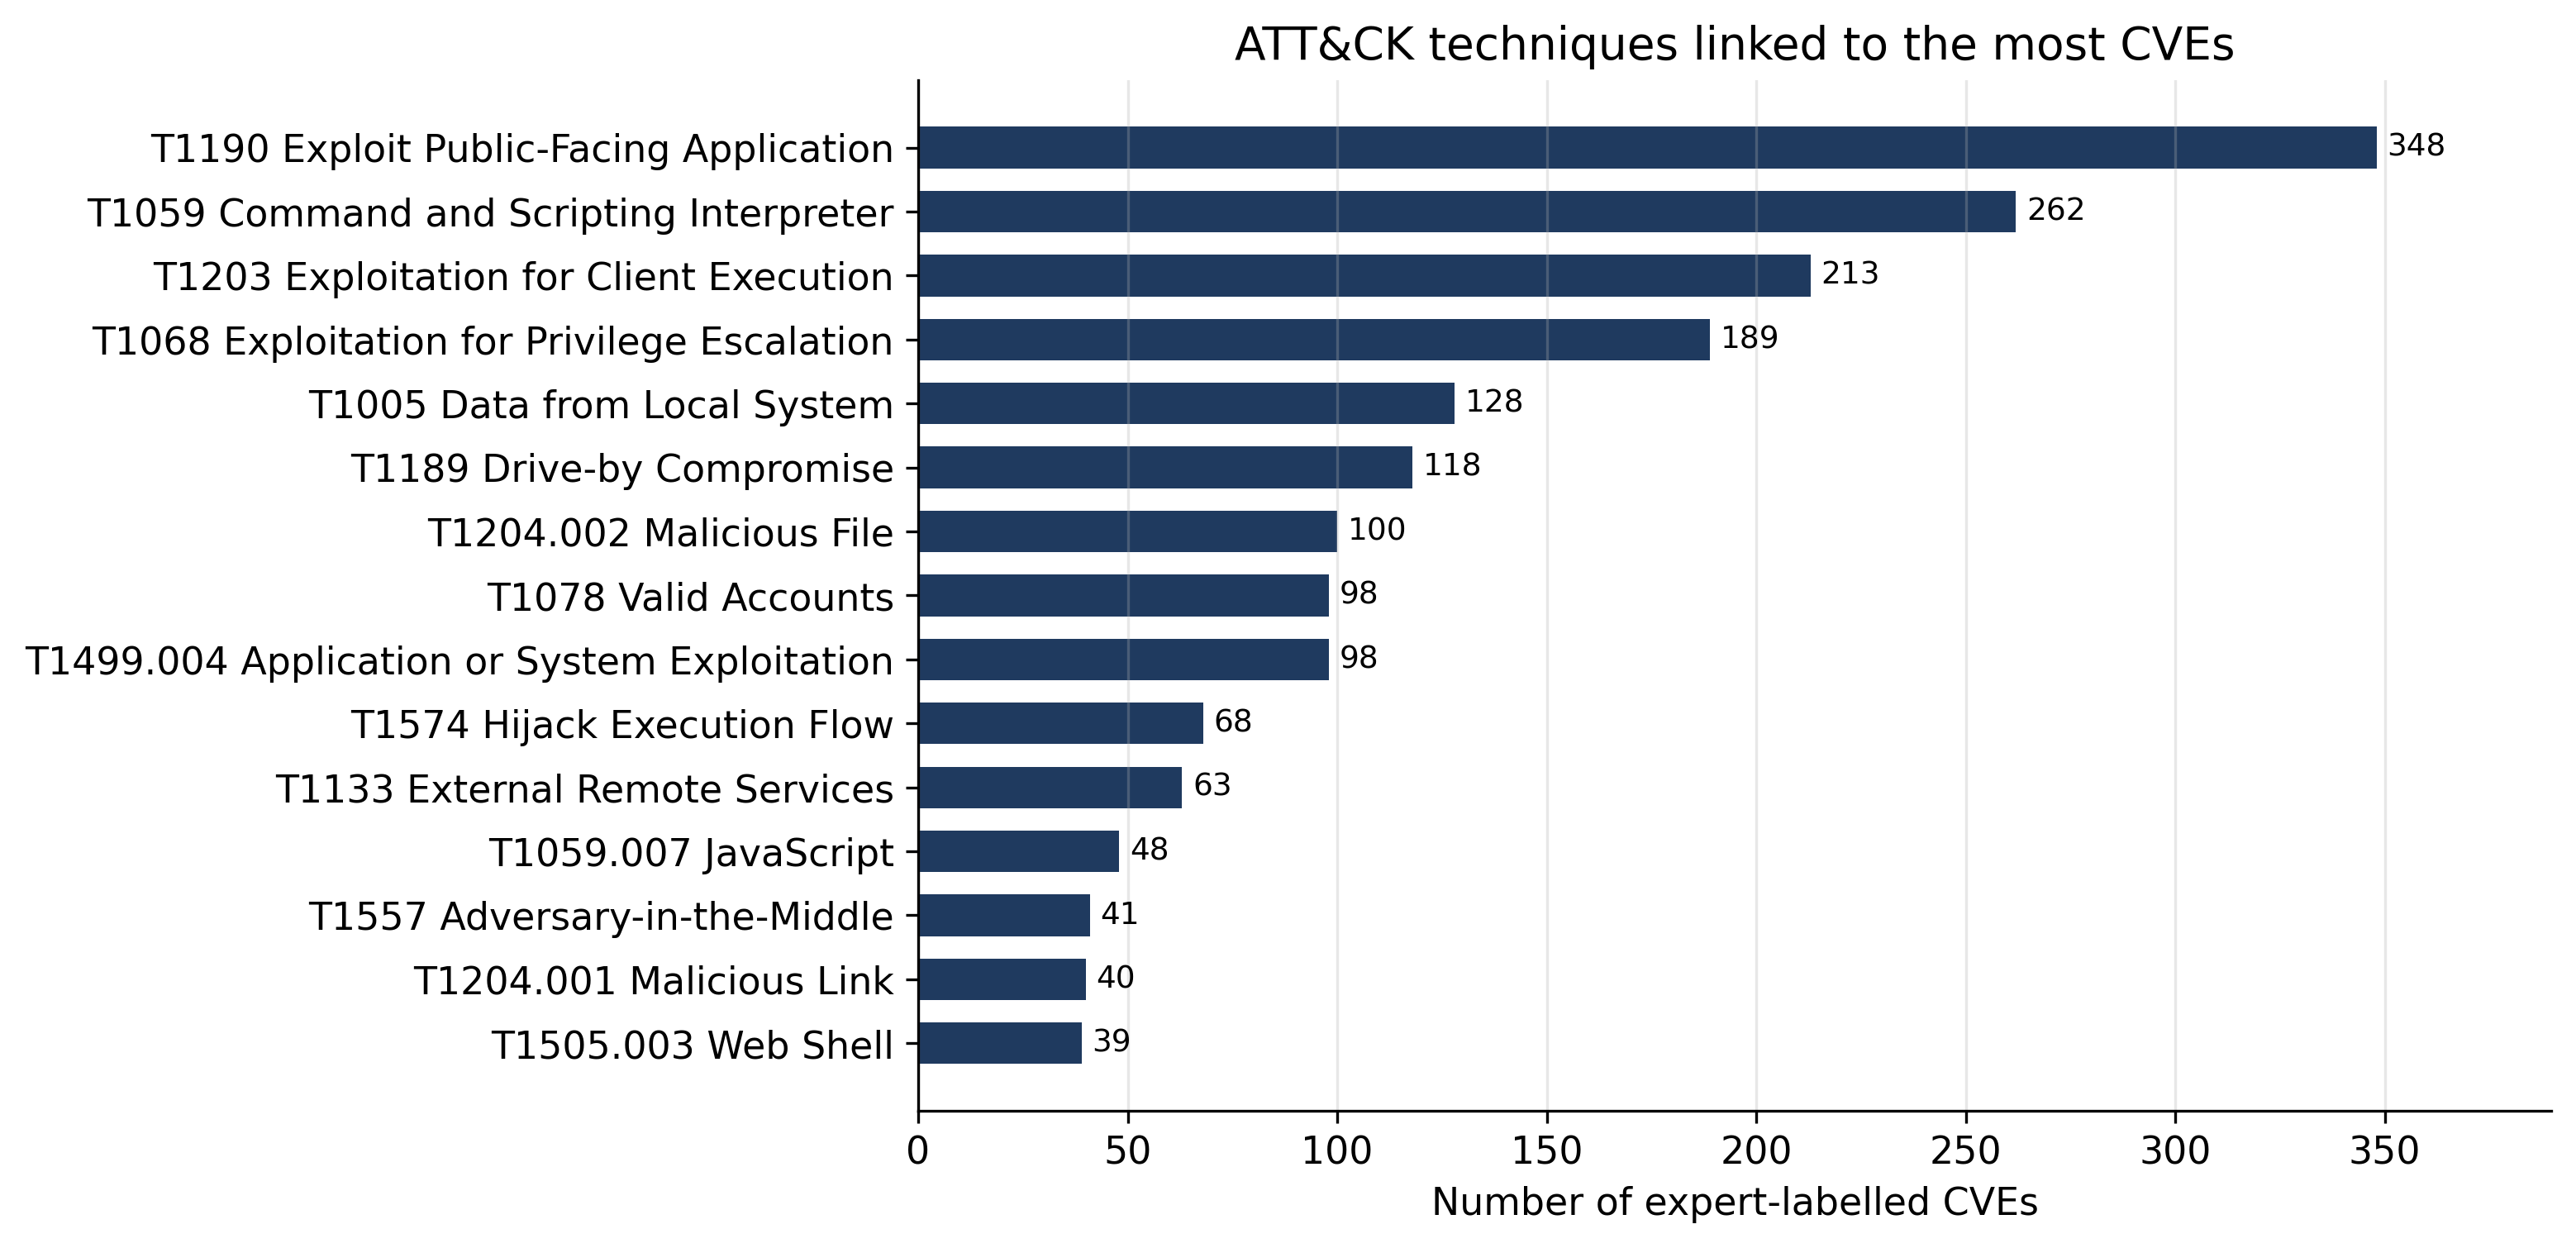 ATT&CK techniques linked to the most CVEs
T1190 Exploit Public-Facing Application 348
T1059 Command and Scripting Interpreter 262
T1203 Exploitation for Client Execution 213
T1068 Exploitation for Privilege Escalation 189
T1005 Data from Local System 128
T1189 Drive-by Compromise 118
T1204.002 Malicious File 100
T1078 Valid Accounts 98
T1499.004 Application or System Exploitation 98
T1574 Hijack Execution Flow 68
T1133 External Remote Services 63
T1059.007 JavaScript 48
T1557 Adversary-in-the-Middle 41
T1204.001 Malicious Link 40
T1505.003 Web Shell 39
0 50 100 150 200 250 300 350
Number of expert-labelled CVEs